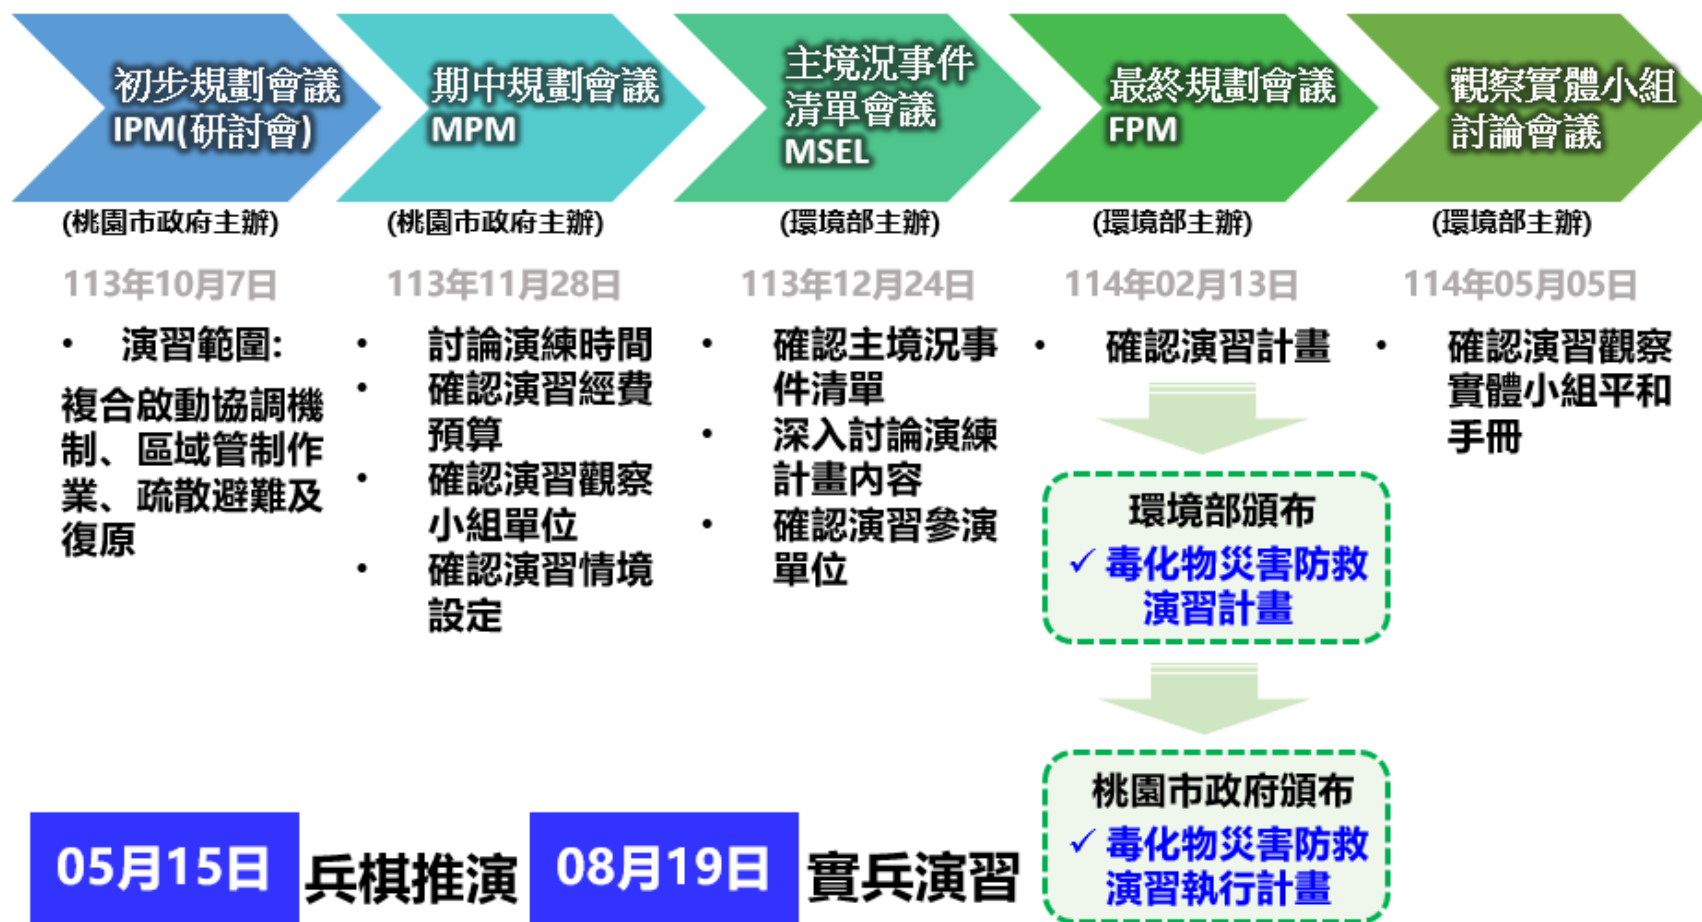 初步規劃會議
IPM(研討會)
期中規劃會議
MPM
主境況事件
清單會議
MSEL
最終規劃會議
FPM
觀察實體小組
討論會議
(桃園市政府主辦)
(桃園市政府主辦)
(環境部主辦)
(環境部主辦)
(環境部主辦)
113年10月7日
113年11月28日
113年12月24日
114年02月13日
114年05月05日
• 演習範圍:
複合啟動協調機
制、區域管制作
業、疏散避難及
復原
• 討論演練時間
• 確認演習經費
預算
• 確認演習觀察
小組單位
• 確認演習情境
設定
• 確認主境況事
件清單
• 深入討論演練
計畫內容
• 確認演習參演
單位
• 確認演習計畫
環境部頒布
✓ 毒化物災害防救
演習計畫
桃園市政府頒布
✓ 毒化物災害防救
演習執行計畫
• 確認演習觀察
實體小組平和
手冊
05月15日 兵棋推演 08月19日 實兵演習